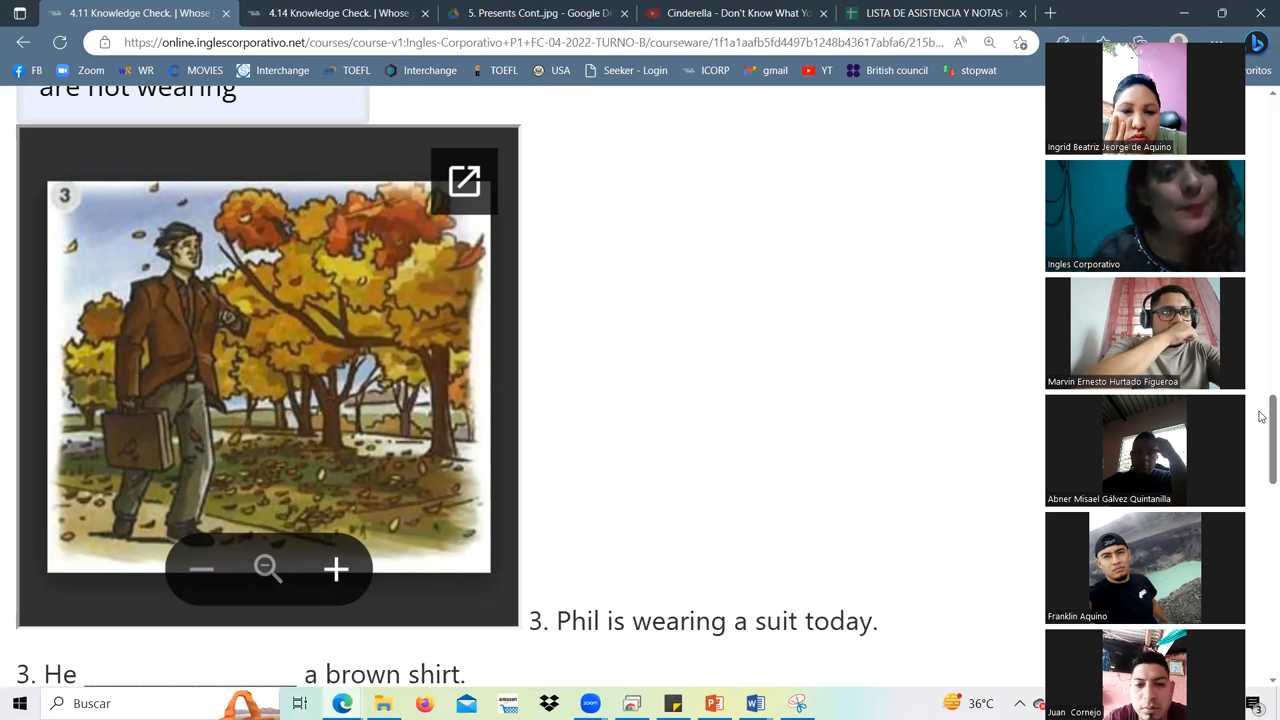 4.11 Knowledge Check. | Whose j
4.14 Knowledge Check. | Whose j
5. Presents Cont.jpg - Google Dri
Cinderella - Don't Know What Yo
LISTA DE ASISTENCIA Y NOTAS H
https://online.inglescorporativo.net/courses/course-v1:Ingles-Corporativo+P1+FC-04-2022-TURNO-B/courseware/1f1a1aafb5fd4497b1248b43617abfa6/215b...
FB
Zoom
WR
MOVIES
Interchange
TOEFL
Interchange
TOEFL
USA
Seeker - Login
ICORP
gmail
YT
British council
stopwat
oritos
are not wearing
3
3. Phil is wearing a suit today.
3. He __________________ a brown shirt.
Ingrid Beatriz Jeorge de Aquino
Ingles Corporativo
Marvin Ernesto Hurtado Figueroa
Abner Misael Gálvez Quintanilla
Franklin Aquino
Juan Cornejo
Buscar
36°C
3